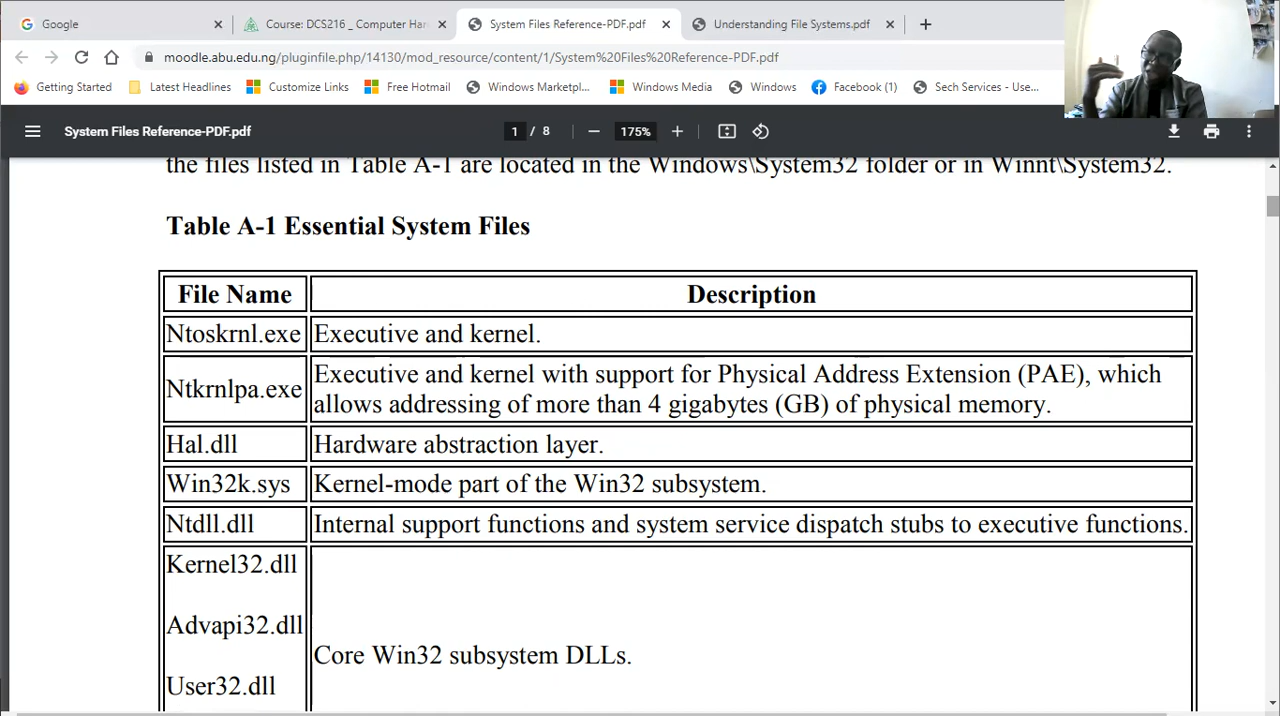 Google
Course: DCS216 _ Computer Har
System Files Reference-PDF.pdf
Understanding File Systems.pdf
moodle.abu.edu.ng/pluginfile.php/14130/mod_resource/content/1/System%20Files%20Reference-PDF.pdf
Getting Started
Latest Headlines
Customize Links
Free Hotmail
Windows Marketpl...
Windows Media
Windows
Facebook (1)
Sech Services - Use...
System Files Reference-PDF.pdf
1 / 8
175%
the files listed in Table A-1 are located in the Windows\System32 folder or in Winnt\System32.
Table A-1 Essential System Files
File Name Description
Ntoskrnl.exe Executive and kernel.
Ntkrnlpa.exe Executive and kernel with support for Physical Address Extension (PAE), which
allows addressing of more than 4 gigabytes (GB) of physical memory.
Hal.dll Hardware abstraction layer.
Win32k.sys Kernel-mode part of the Win32 subsystem.
Ntdll.dll Internal support functions and system service dispatch stubs to executive functions.
Kernel32.dll
Advapi32.dll
Core Win32 subsystem DLLs.
User32.dll